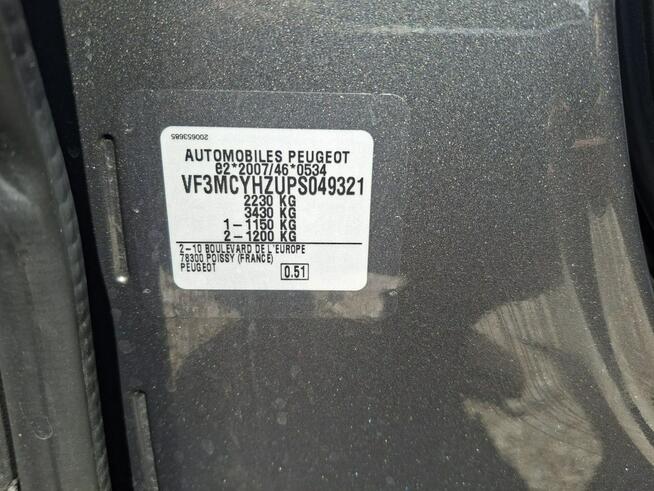 200653685
AUTOMOBILES PEUGEOT
e2*2007/46*0534
VF3MCYHZUPS049321
2230 KG
3430 KG
1-1150 KG
2-1200 KG
2-10 BOULEVARD DE L'EUROPE
78300 POISSY (FRANCE)
PEUGEOT
0.51